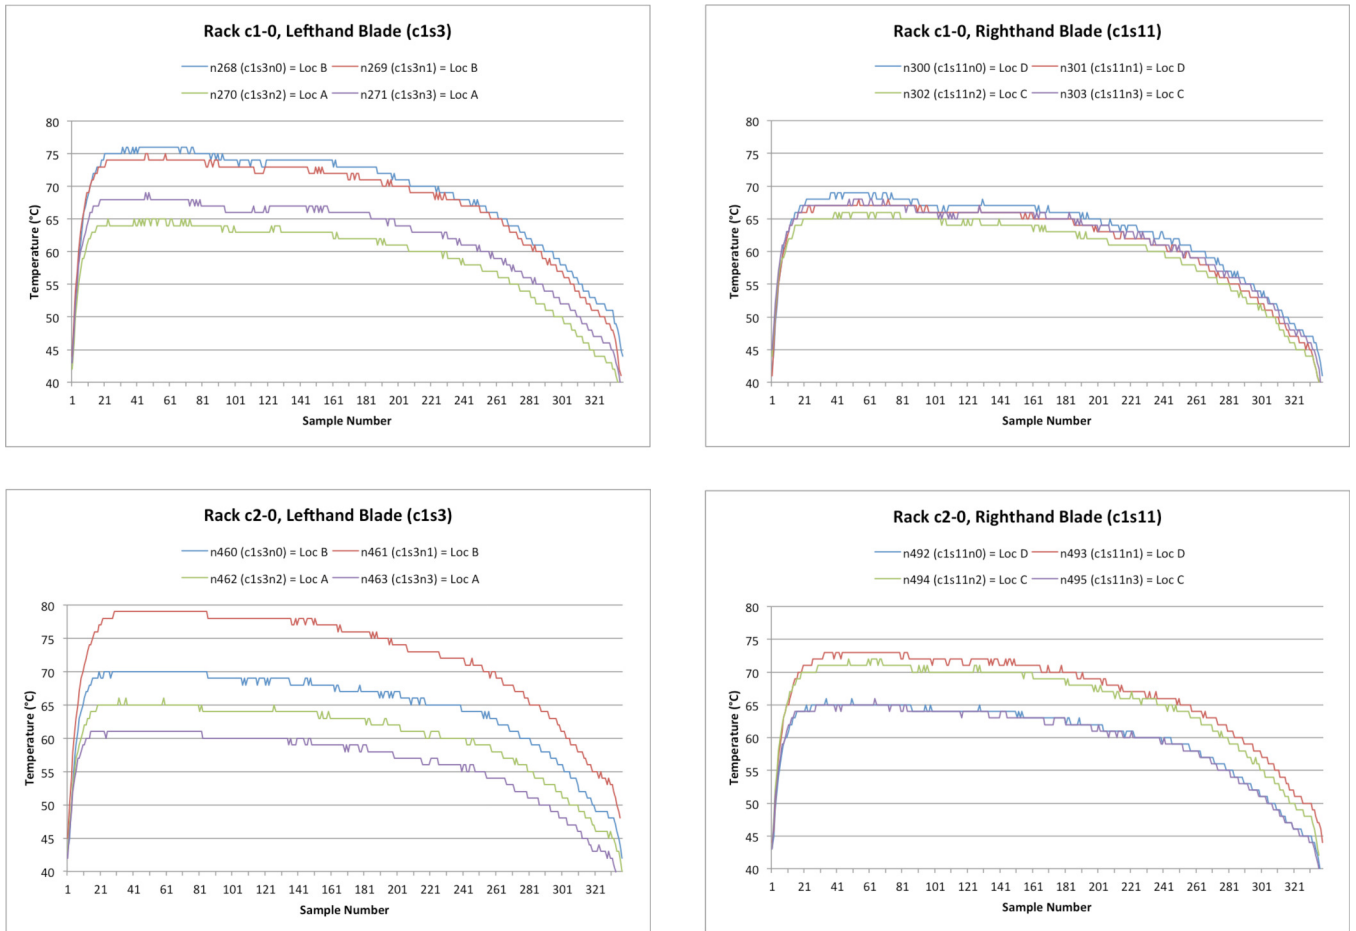 Rack c1-0, Lefthand Blade (c1s3)
n268 (c1s3n0) = Loc B n269 (c1s3n1) = Loc B
n270 (c1s3n2) = Loc A n271 (c1s3n3) = Loc A
80
75
70
65
60
55
50
45
40
Temperature (°C)
1 21 41 61 81 101 121 141 161 181 201 221 241 261 281 301 321
Sample Number
Rack c1-0, Righthand Blade (c1s11)
n300 (c1s11n0) = Loc D n301 (c1s11n1) = Loc D
n302 (c1s11n2) = Loc C n303 (c1s11n3) = Loc C
80
75
70
65
60
55
50
45
40
Temperature (°C)
1 21 41 61 81 101 121 141 161 181 201 221 241 261 281 301 321
Sample Number
Rack c2-0, Lefthand Blade (c1s3)
n460 (c1s3n0) = Loc B n461 (c1s3n1) = Loc B
n462 (c1s3n2) = Loc A n463 (c1s3n3) = Loc A
80
75
70
65
60
55
50
45
40
Temperature (°C)
1 21 41 61 81 101 121 141 161 181 201 221 241 261 281 301 321
Sample Number
Rack c2-0, Righthand Blade (c1s11)
n492 (c1s11n0) = Loc D n493 (c1s11n1) = Loc D
n494 (c1s11n2) = Loc C n495 (c1s11n3) = Loc C
80
75
70
65
60
55
50
45
40
Temperature (°C)
1 21 41 61 81 101 121 141 161 181 201 221 241 261 281 301 321
Sample Number